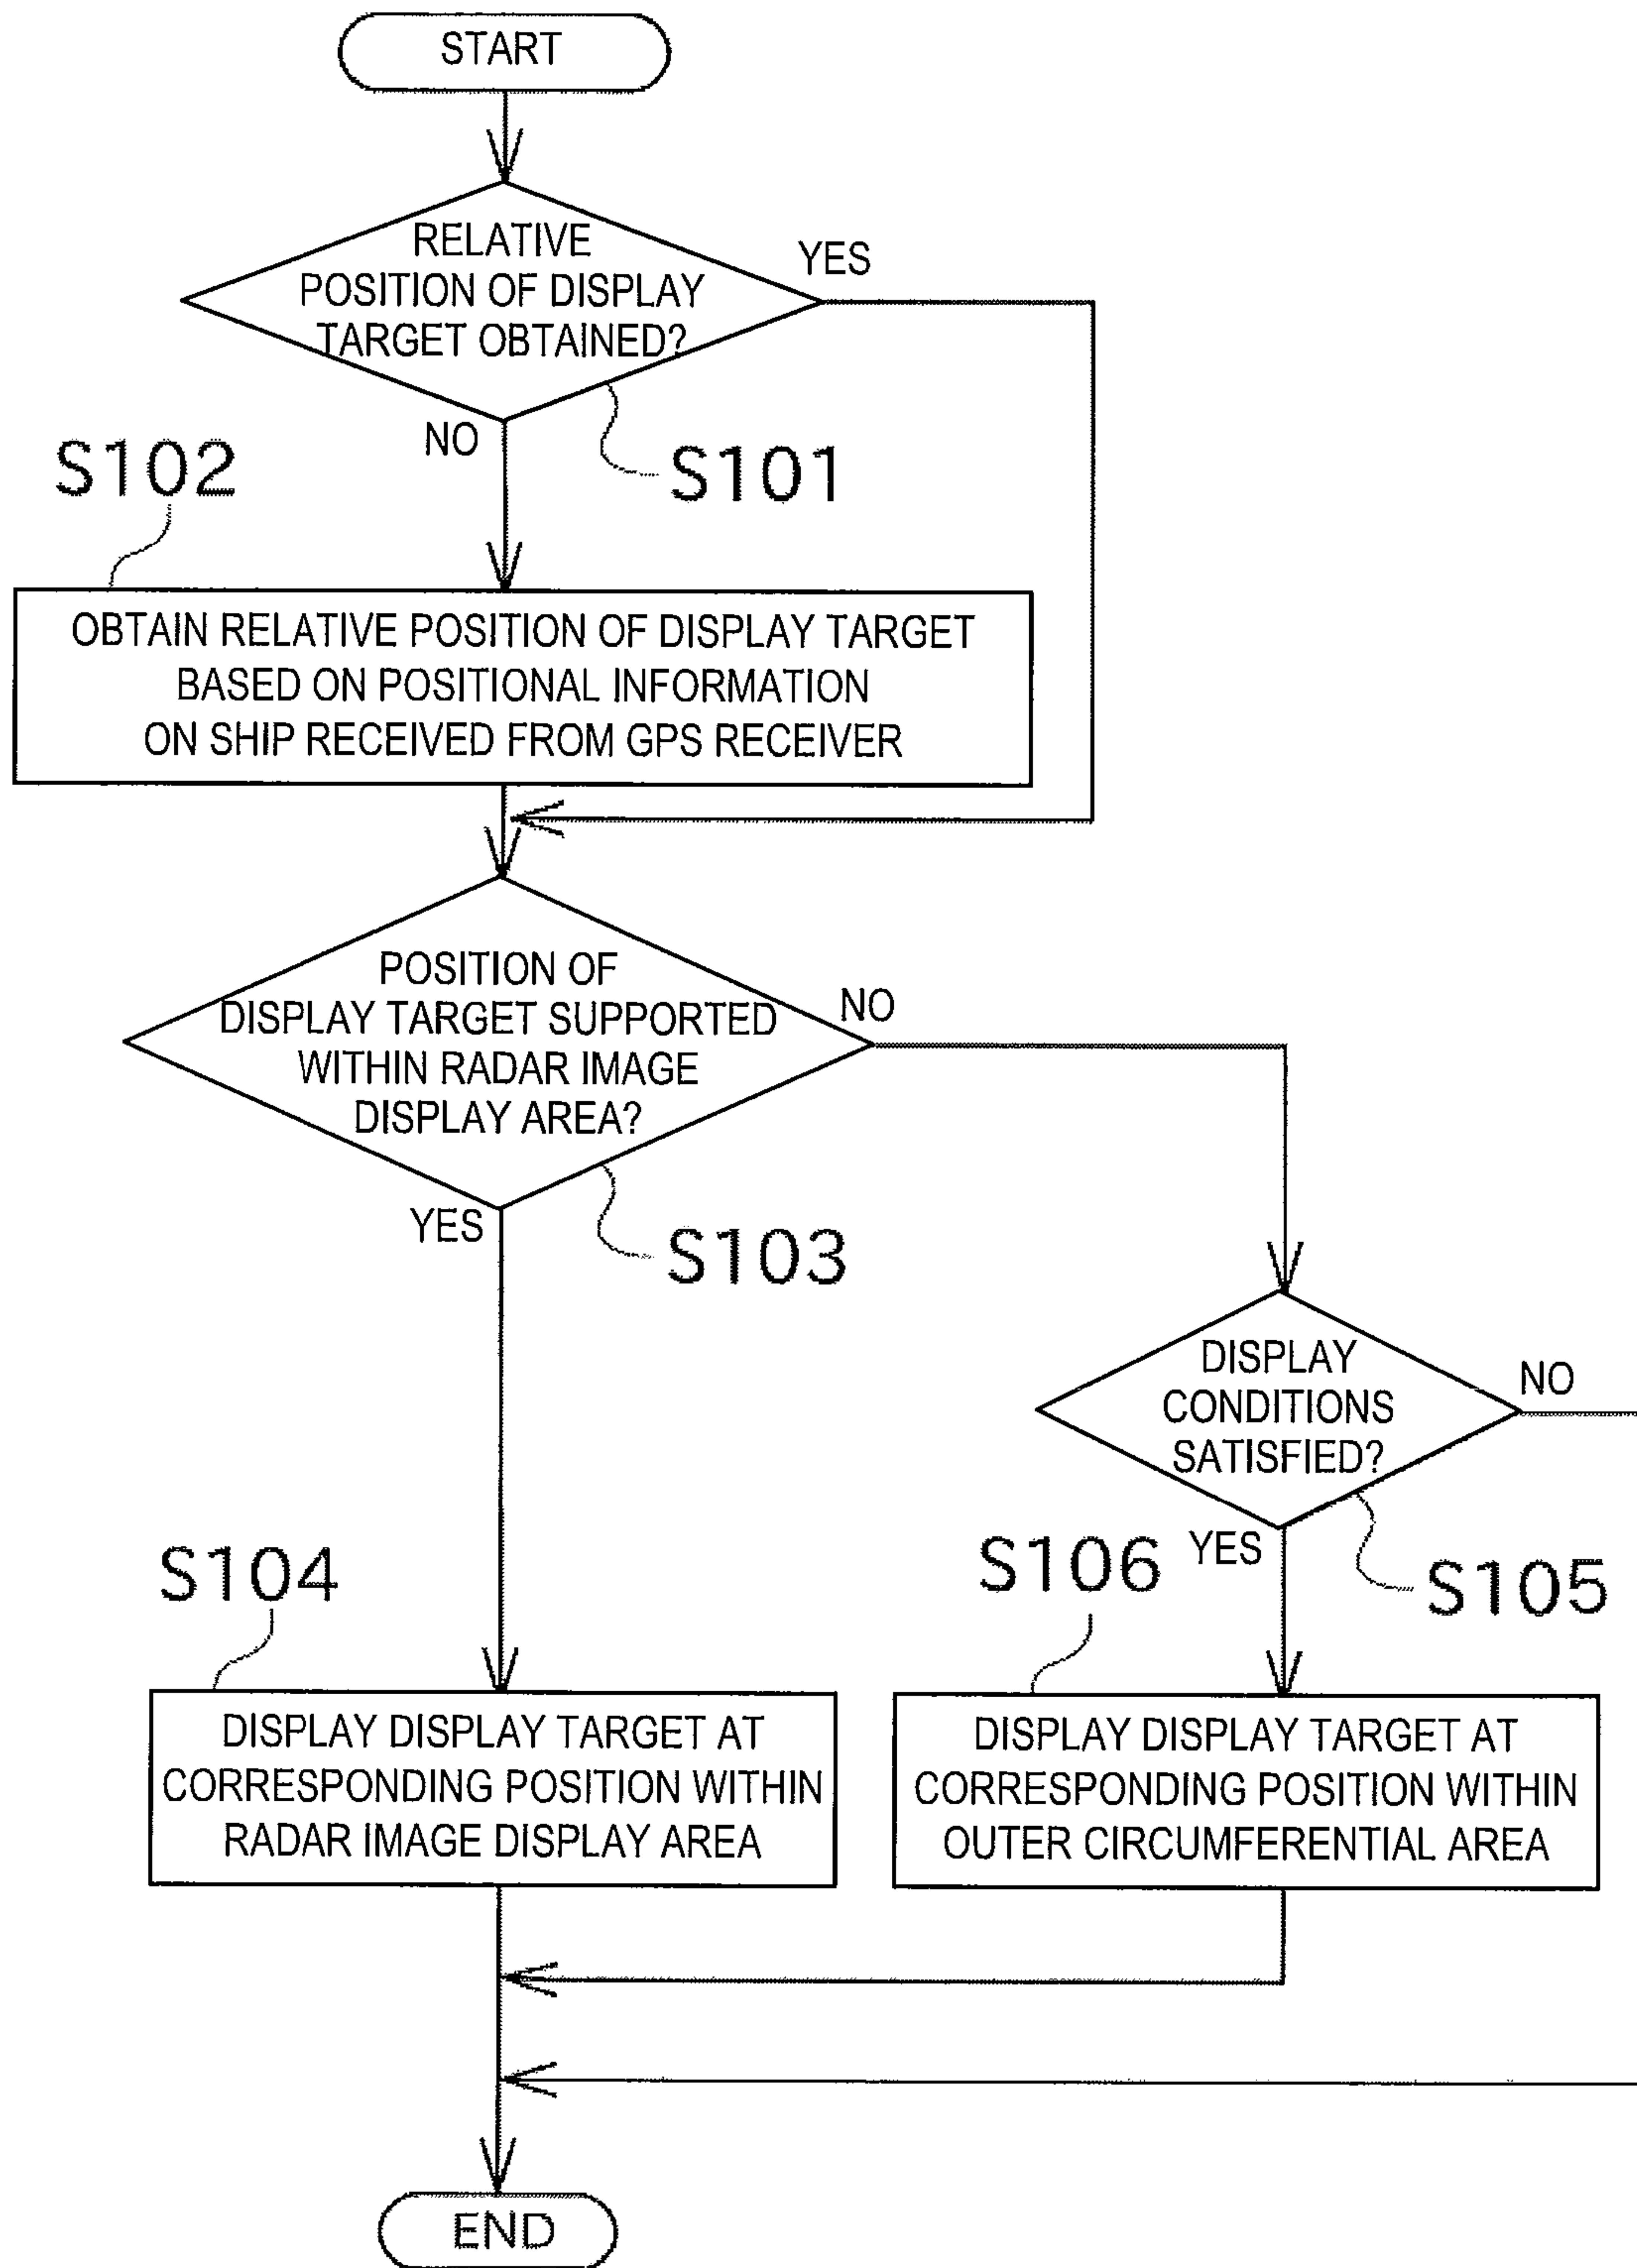 START
RELATIVE
POSITION OF DISPLAY
TARGET OBTAINED?
YES
NO
S101
S102
OBTAIN RELATIVE POSITION OF DISPLAY TARGET
BASED ON POSITIONAL INFORMATION
ON SHIP RECEIVED FROM GPS RECEIVER
POSITION OF
DISPLAY TARGET SUPPORTED
WITHIN RADAR IMAGE
DISPLAY AREA?
NO
YES
S103
DISPLAY
CONDITIONS
SATISFIED?
NO
YES
S105
S104
DISPLAY DISPLAY TARGET AT
CORRESPONDING POSITION WITHIN
RADAR IMAGE DISPLAY AREA
S106
DISPLAY DISPLAY TARGET AT
CORRESPONDING POSITION WITHIN
OUTER CIRCUMFERENTIAL AREA
END